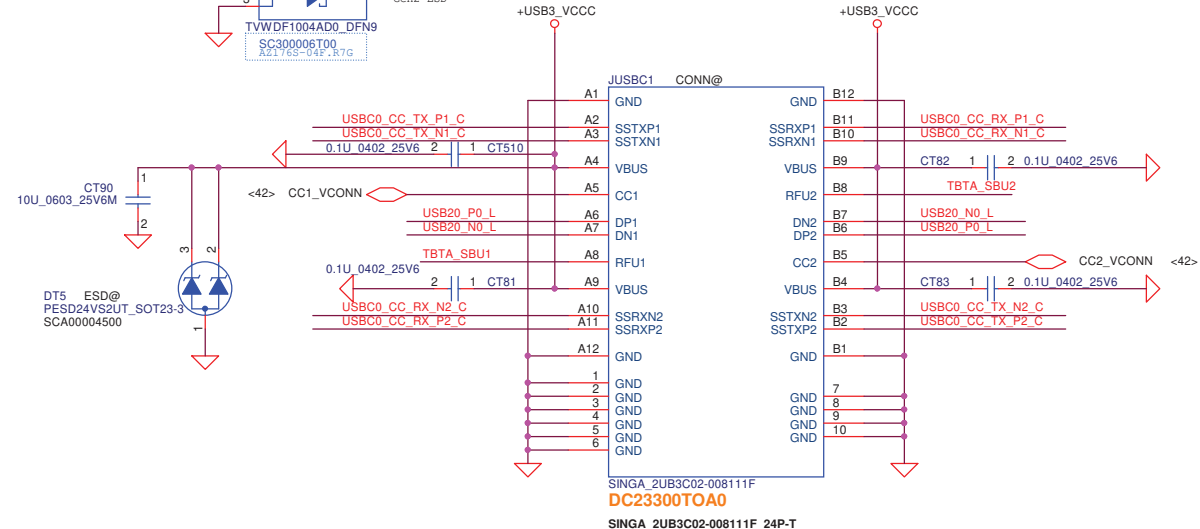 +USB3_VCCC
+USB3_VCCC
TVWDF1004AD0_DFN9
SC300006T00
AZ176S-04F.R7G
JUSBC1 CONN@
A1 GND GND B12
USBC0_CC_TX_P1_C A2 SSTXP1 SSRXP1 B11 USBC0_CC_RX_P1_C
USBC0_CC_TX_N1_C A3 SSTXN1 SSRXN1 B10 USBC0_CC_RX_N1_C
0.1U_0402_25V6 2 1 CT510
A4 VBUS VBUS B9 CT82 1 2 0.1U_0402_25V6
1
CT90
10U_0603_25V6M
2
<42> CC1_VCONN A5 CC1 RFU2 B8 TBTA_SBU2
USB20_P0_L A6 DP1 DN2 B7 USB20_N0_L
USB20_N0_L A7 DN1 DP2 B6 USB20_P0_L
TBTA_SBU1 A8 RFU1 CC2 B5 CC2_VCONN <42>
3 2
0.1U_0402_25V6 2 1 CT81 A9 VBUS VBUS B4 CT83 1 2 0.1U_0402_25V6
DT5 ESD@
PESD24VS2UT_SOT23-3
SCA00004500
1
USBC0_CC_RX_N2_C A10 SSRXN2 SSTXN2 B3 USBC0_CC_TX_N2_C
USBC0_CC_RX_P2_C A11 SSRXP2 SSTXP2 B2 USBC0_CC_TX_P2_C
A12 GND GND B1
1 GND
2 GND GND 7
3 GND GND 8
4 GND GND 9
5 GND GND 10
6 GND
SINGA_2UB3C02-008111F
DC23300TOA0
SINGA_2UB3C02-008111F_24P-T